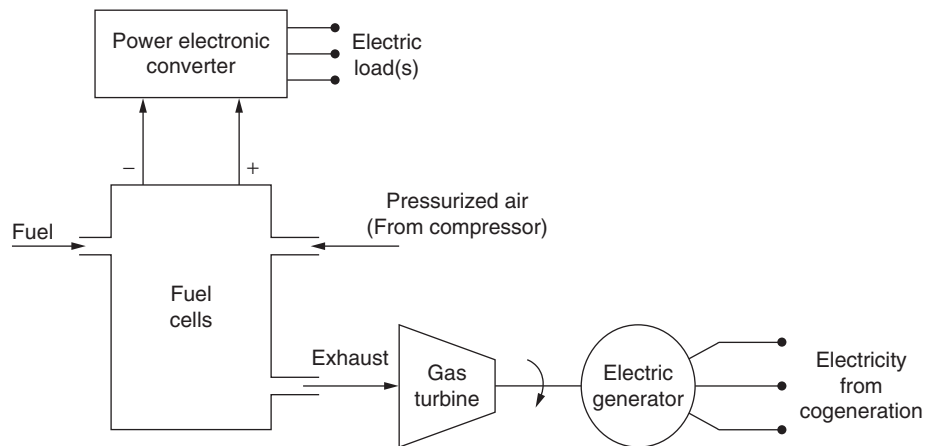 Power electronic
converter
Electric
load(s)
–
+
Fuel
Pressurized air
(From compressor)
Fuel
cells
Exhaust
Gas
turbine
Electric
generator
Electricity
from
cogeneration